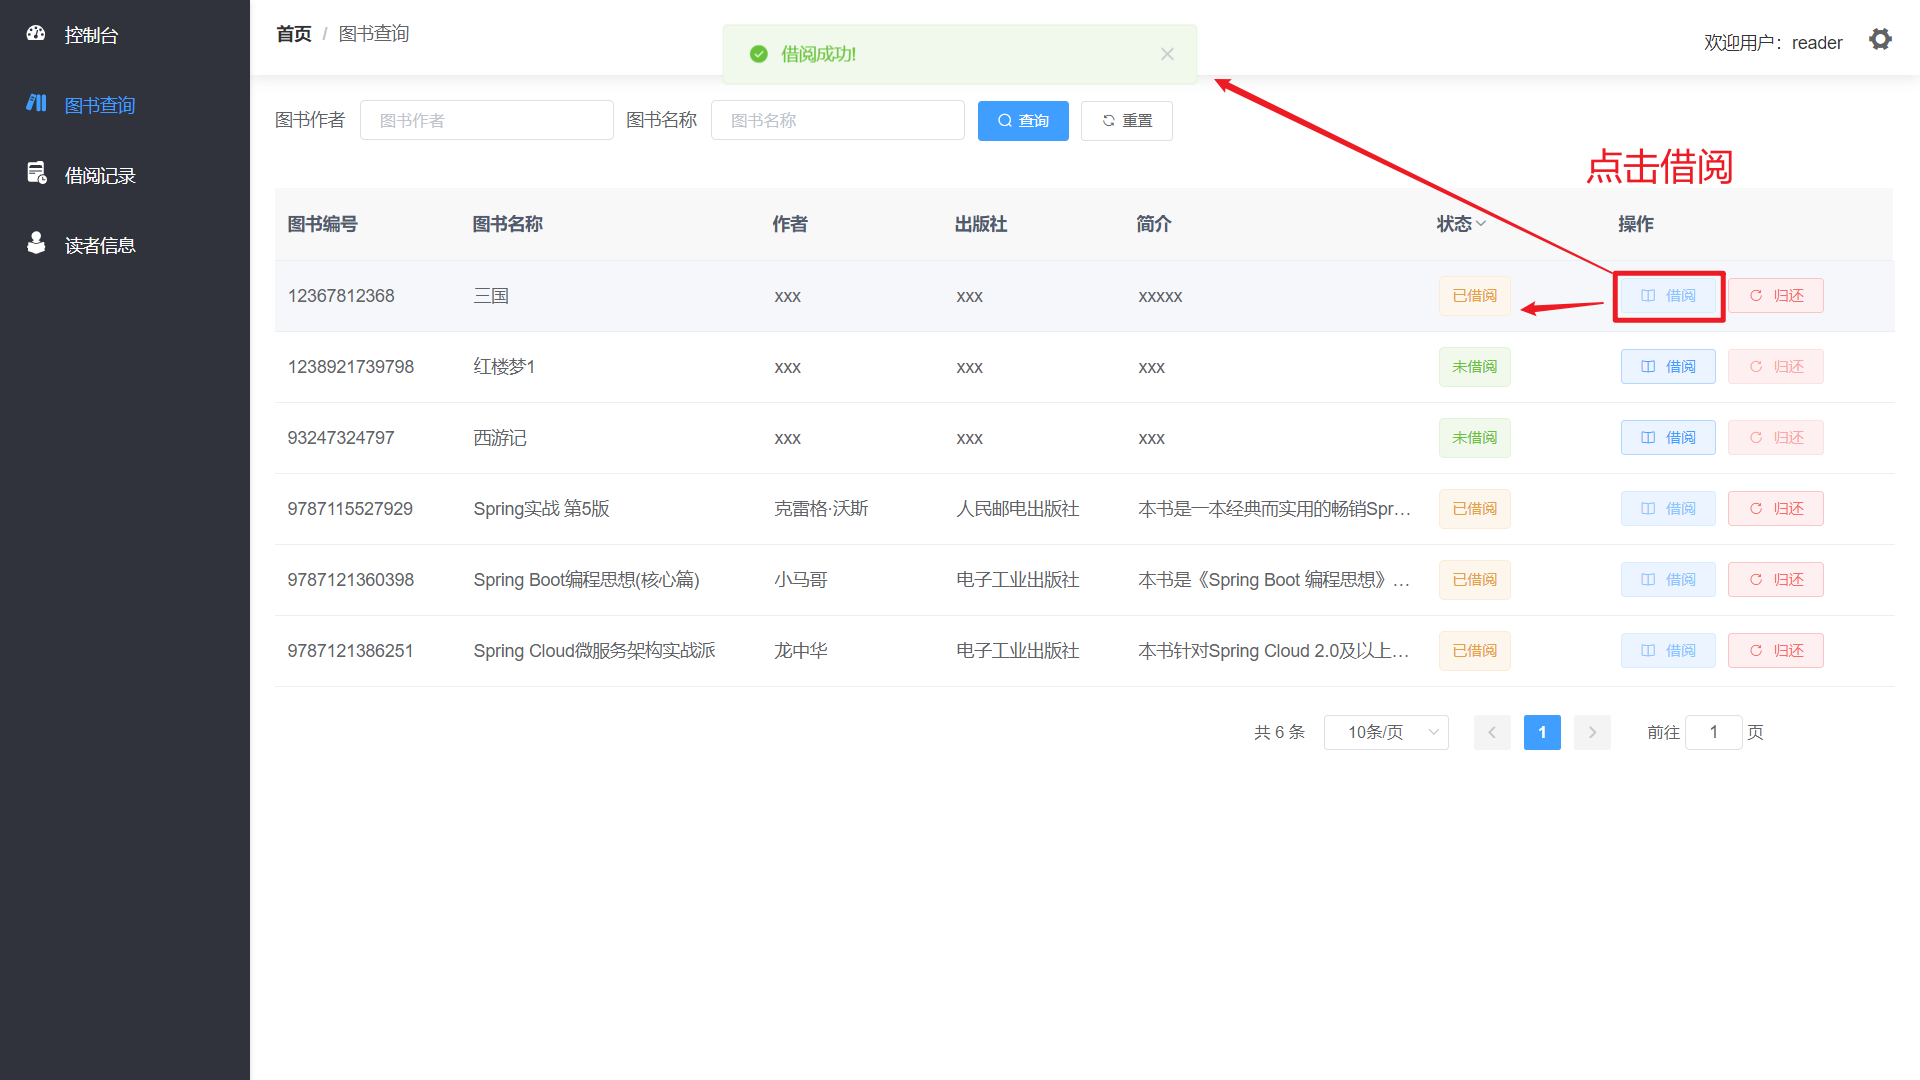 控制台
图书查询
借阅记录
读者信息
首页 / 图书查询
借阅成功!
欢迎用户：reader
图书作者 图书作者 图书名称 图书名称 查询 重置
点击借阅
图书编号 图书名称 作者 出版社 简介 状态 操作
12367812368 三国 xxx xxx xxxxx 已借阅 借阅 归还
1238921739798 红楼梦1 xxx xxx xxx 未借阅 借阅 归还
93247324797 西游记 xxx xxx xxx 未借阅 借阅 归还
9787115527929 Spring实战 第5版 克雷格·沃斯 人民邮电出版社 本书是一本经典而实用的畅销Spr… 已借阅 借阅 归还
9787121360398 Spring Boot编程思想(核心篇) 小马哥 电子工业出版社 本书是《Spring Boot 编程思想》… 已借阅 借阅 归还
9787121386251 Spring Cloud微服务架构实战派 龙中华 电子工业出版社 本书针对Spring Cloud 2.0及以上… 已借阅 借阅 归还
共 6 条 10条/页 1 前往 1 页